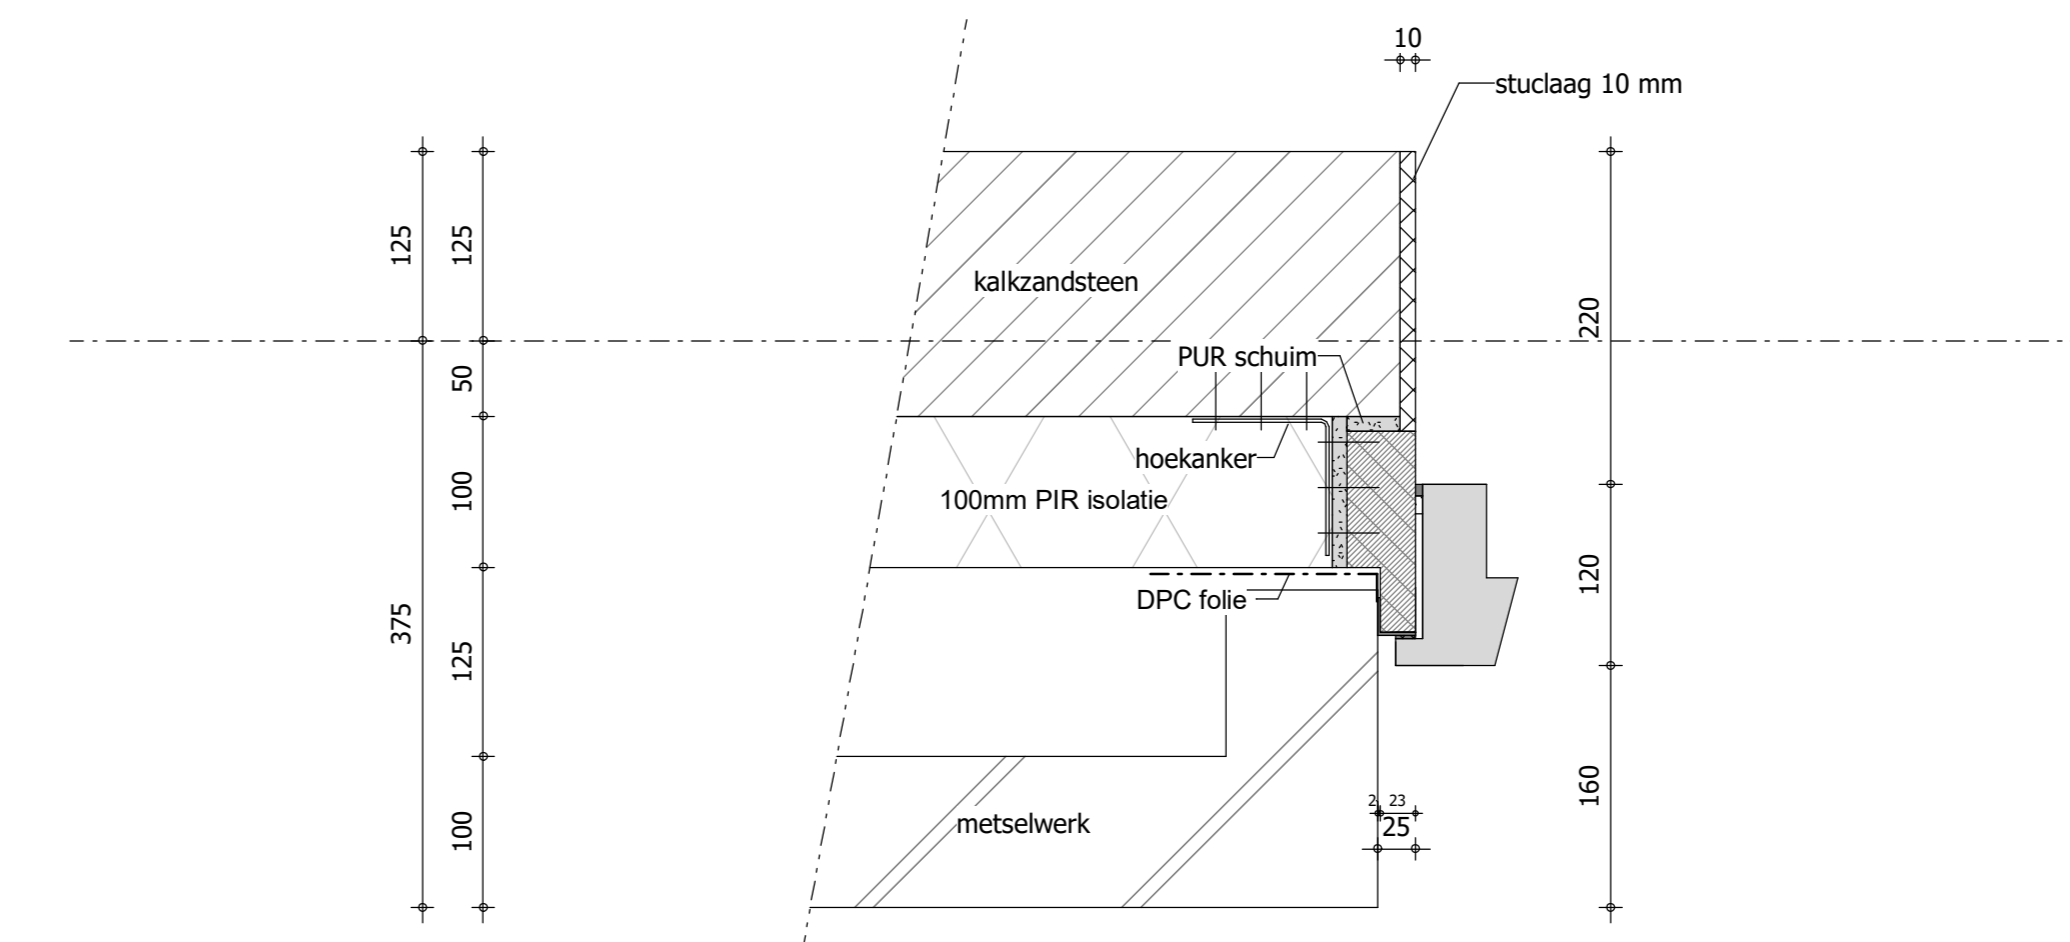 10
stuclaag 10 mm
125
125
kalkzandsteen
220
PUR schuim
50
hoekanker
100
100mm PIR isolatie
120
DPC folie
375
125
160
2 23
25
100
metselwerk